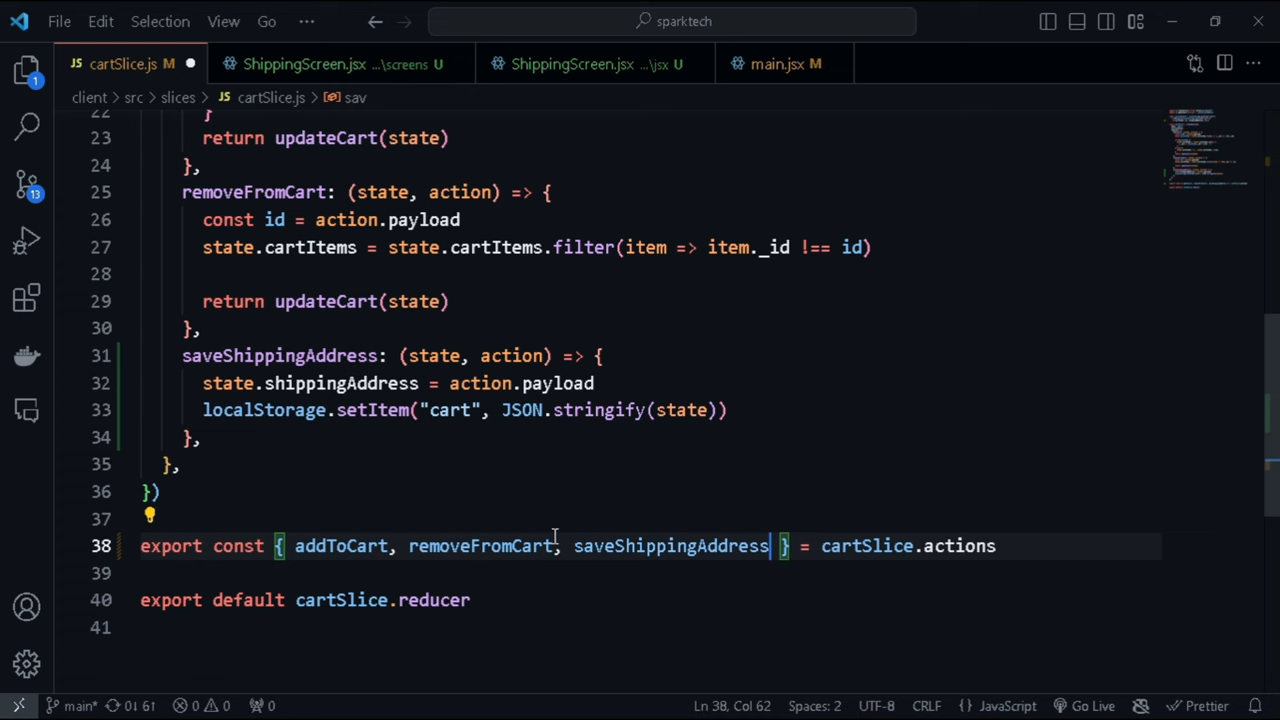 File Edit Selection View Go ··· sparktech
JS cartSlice.js M ShippingScreen.jsx ...\screens U ShippingScreen.jsx ...\jsx U main.jsx M
client > src > slices > JS cartSlice.js > sav
22 }
23 return updateCart(state)
24 },
25 removeFromCart: (state, action) => {
26 const id = action.payload
27 state.cartItems = state.cartItems.filter(item => item._id !== id)
28
29 return updateCart(state)
30 },
31 saveShippingAddress: (state, action) => {
32 state.shippingAddress = action.payload
33 localStorage.setItem("cart", JSON.stringify(state))
34 },
35 },
36 })
37
38 export const { addToCart, removeFromCart, saveShippingAddress } = cartSlice.actions
39
40 export default cartSlice.reducer
41
1
13
main* 0↓ 6↑ 0 0 0 Ln 38, Col 62 Spaces: 2 UTF-8 CRLF {} JavaScript Go Live Prettier